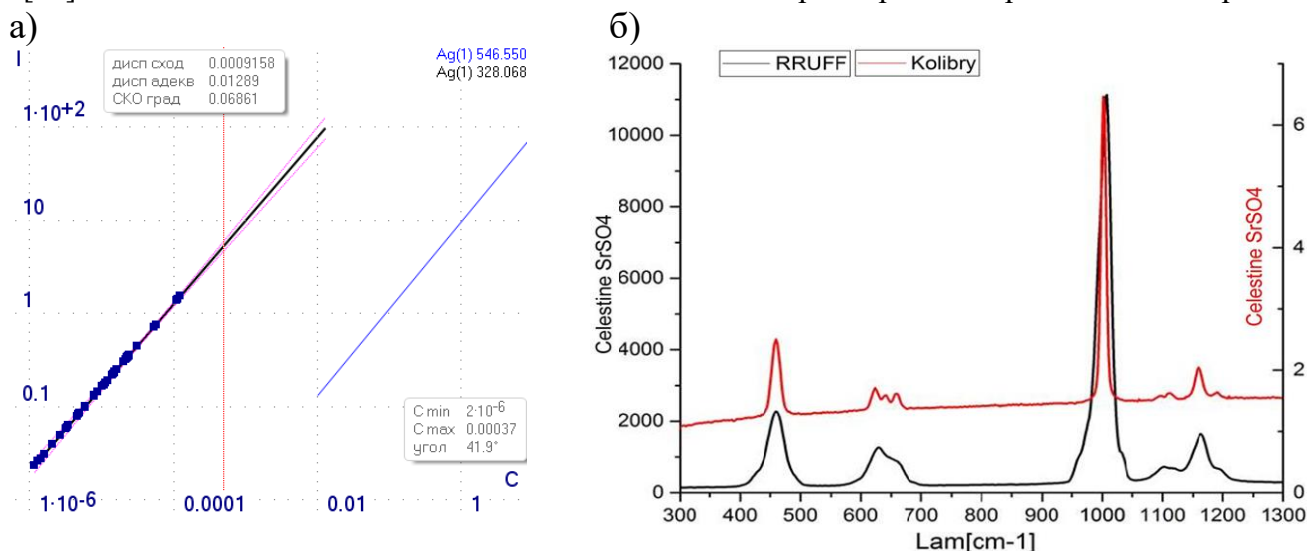 а)
I
дисп сход 0.0009158
дисп адекв 0.01289
СКО град 0.06861
Ag(1) 546.550
Ag(1) 328.068
1·10+2
10
1
0.1
C min 2·10-6
C max 0.00037
угол 41.9°
C
1·10-6 0.0001 0.01 1
б)
RRUFF Kolibry
12000
10000
8000
6000
4000
2000
0
Celestine SrSO4
6
4
2
0
Celestine SrSO4
300 400 500 600 700 800 900 1000 1100 1200 1300
Lam[cm-1]